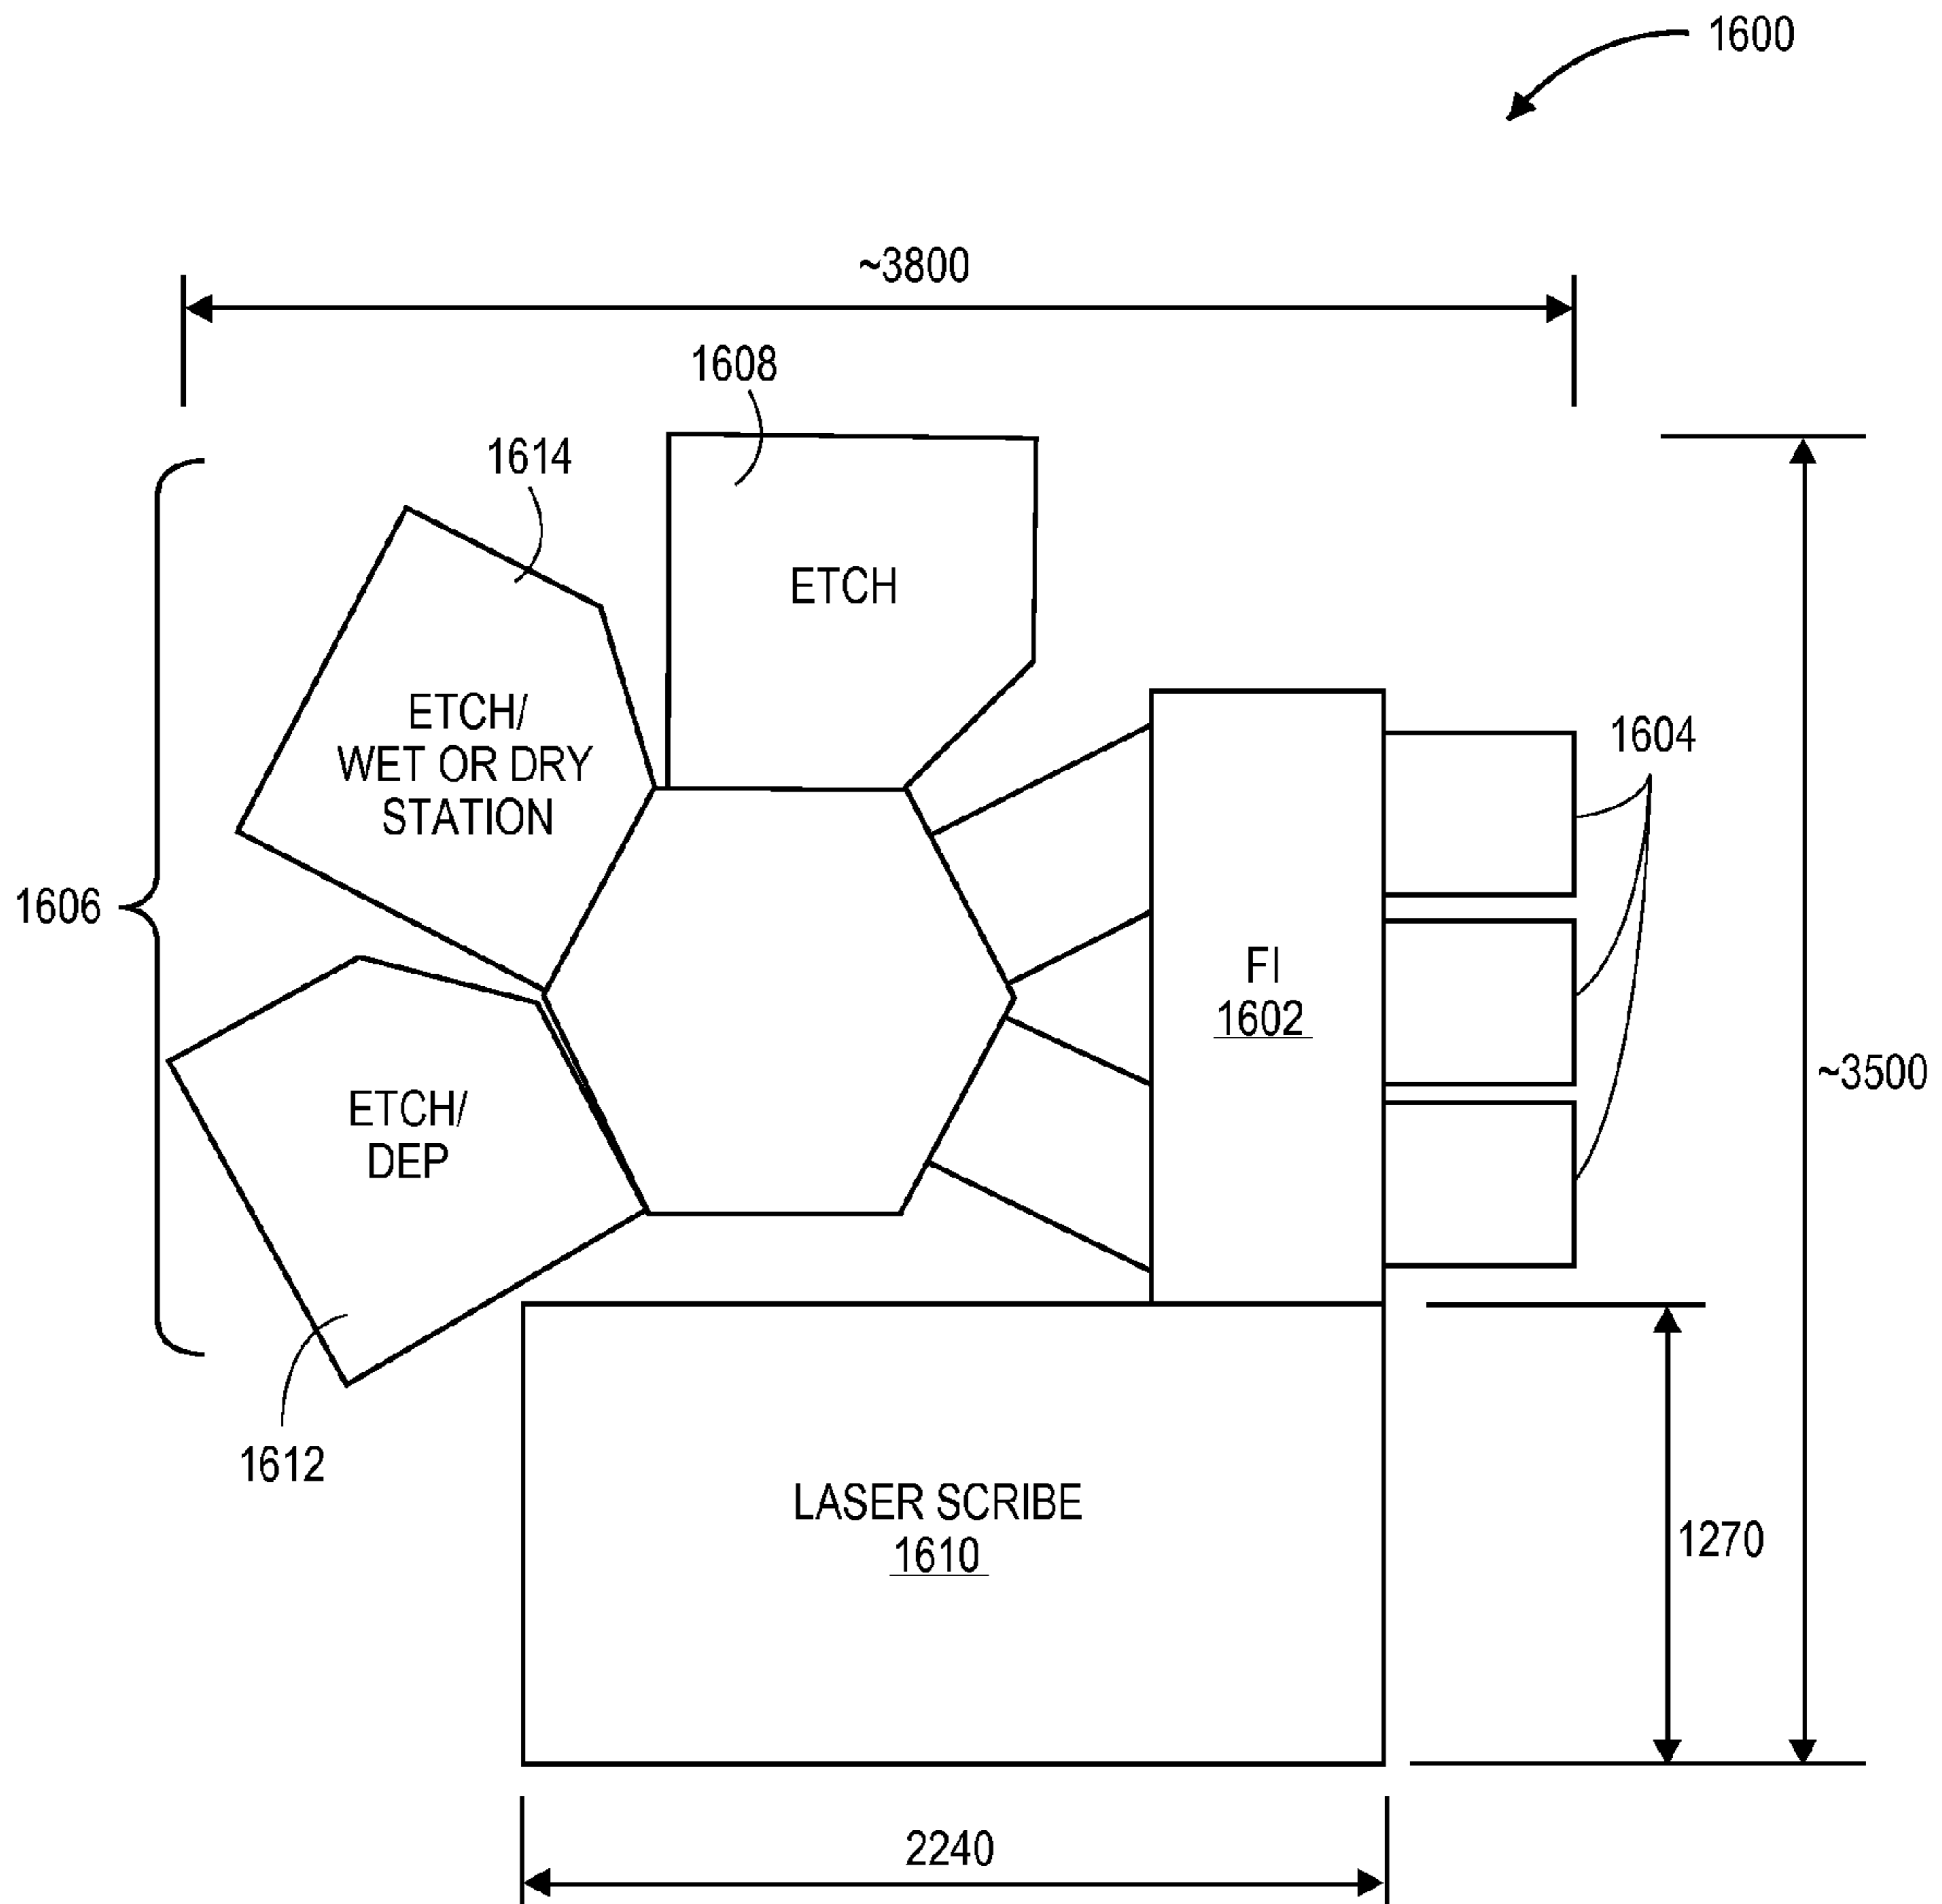 1600
~3800
1608
1614
ETCH
ETCH/
WET OR DRY
STATION
1604
1606
FI
1602
~3500
ETCH/
DEP
1612
LASER SCRIBE
1610
1270
2240